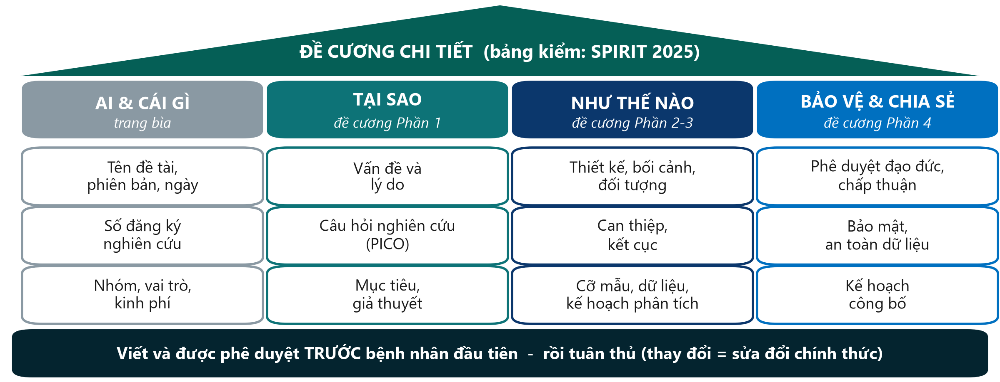 ĐỀ CƯƠNG CHI TIẾT (bảng kiểm: SPIRIT 2025)
AI & CÁI GÌ
trang bìa
TẠI SAO
đề cương Phần 1
NHƯ THẾ NÀO
đề cương Phần 2-3
BẢO VỆ & CHIA SẺ
đề cương Phần 4
Tên đề tài,
phiên bản, ngày
Vấn đề và
lý do
Thiết kế, bối cảnh,
đối tượng
Phê duyệt đạo đức,
chấp thuận
Số đăng ký
nghiên cứu
Câu hỏi nghiên cứu
(PICO)
Can thiệp,
kết cục
Bảo mật,
an toàn dữ liệu
Nhóm, vai trò,
kinh phí
Mục tiêu,
giả thuyết
Cỡ mẫu, dữ liệu,
kế hoạch phân tích
Kế hoạch
công bố
Viết và được phê duyệt TRƯỚC bệnh nhân đầu tiên - rồi tuân thủ (thay đổi = sửa đổi chính thức)